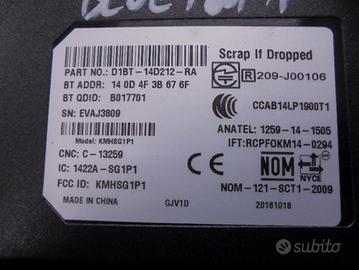 Scrap If Dropped
PART NO.: D1BT-14D212-RA
BT ADDR: 14 0D 4F 3B 67 6F
R 209-J00106
BT QDID: B017701
SN: EVAJ3809
CCAB14LP1900T1
Model: KMHSG1P1
ANATEL: 1259-14-1505
IFT:RCPFOKM14-0294
CNC: C-13259
IC: 1422A-SG1P1
FCC ID: KMHSG1P1
CE
NOM
NYCE
NOM-121-SCT1-2009
MADE IN CHINA
GJV1D
20161018
subito